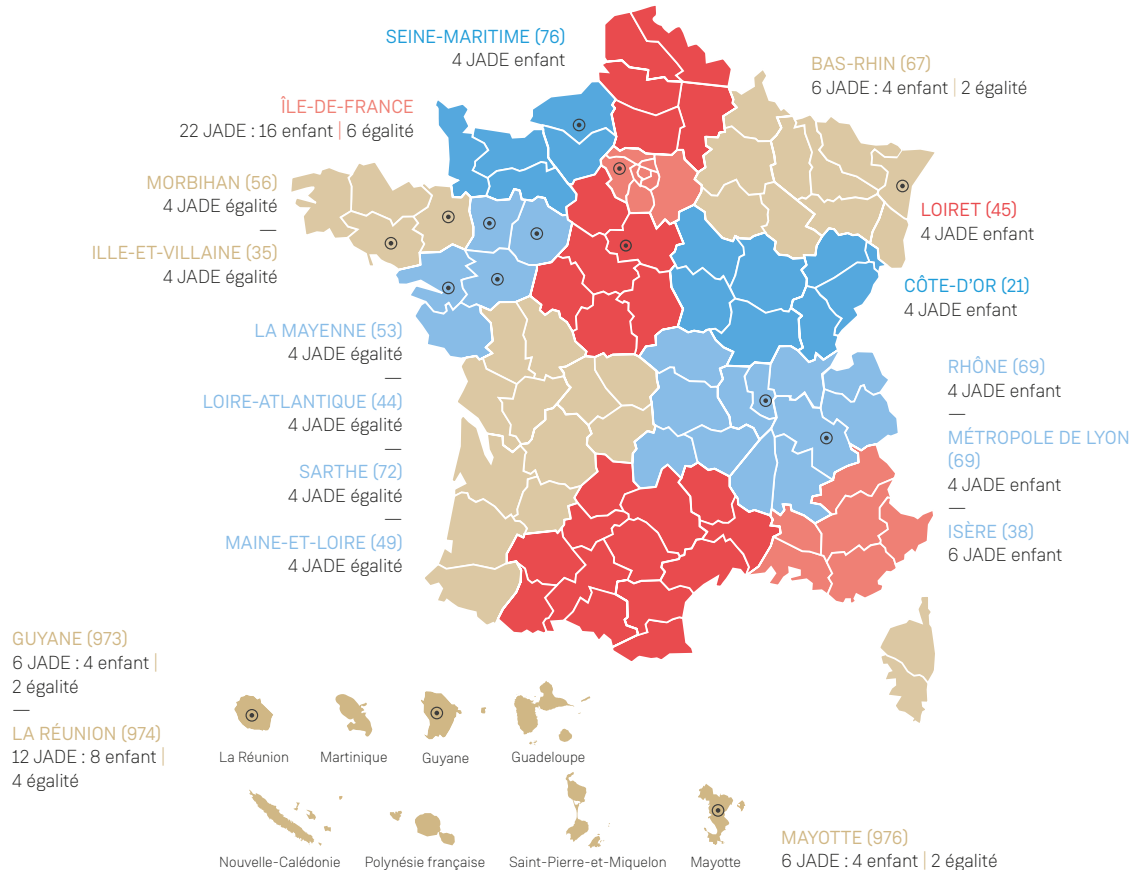 SEINE-MARITIME (76)
4 JADE enfant
BAS-RHIN (67)
6 JADE : 4 enfant | 2 égalité
ÎLE-DE-FRANCE
22 JADE : 16 enfant | 6 égalité
MORBIHAN (56)
4 JADE égalité
—
ILLE-ET-VILLAINE (35)
4 JADE égalité
LOIRET (45)
4 JADE enfant
CÔTE-D'OR (21)
4 JADE enfant
LA MAYENNE (53)
4 JADE égalité
—
LOIRE-ATLANTIQUE (44)
4 JADE égalité
—
SARTHE (72)
4 JADE égalité
—
MAINE-ET-LOIRE (49)
4 JADE égalité
RHÔNE (69)
4 JADE enfant
—
MÉTROPOLE DE LYON
(69)
4 JADE enfant
—
ISÈRE (38)
6 JADE enfant
GUYANE (973)
6 JADE : 4 enfant |
2 égalité
—
LA RÉUNION (974)
12 JADE : 8 enfant |
4 égalité
La Réunion
Martinique
Guyane
Guadeloupe
Nouvelle-Calédonie
Polynésie française
Saint-Pierre-et-Miquelon
Mayotte
MAYOTTE (976)
6 JADE : 4 enfant | 2 égalité